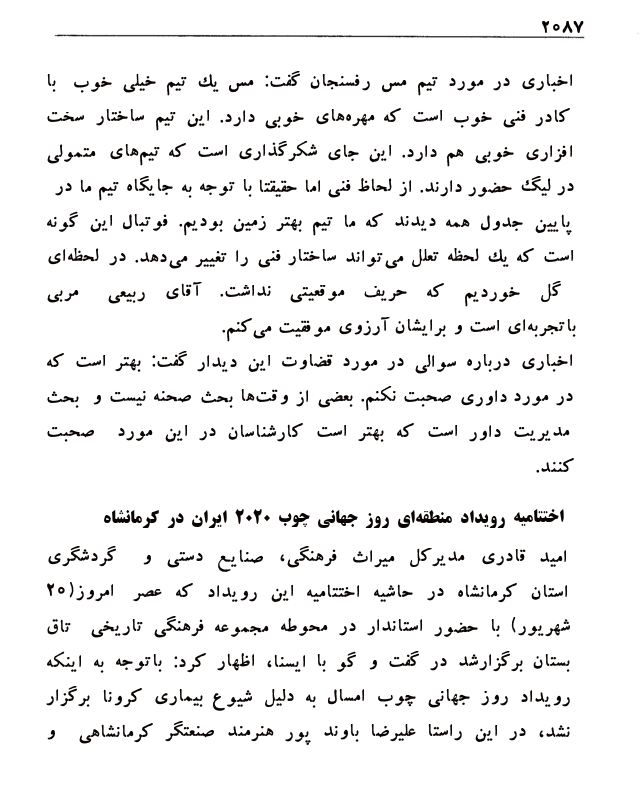 ۲۰۸۷
اخباری در مورد تیم مس رفسنجان گفت: مس یك تیم خیلی خوب با
کادر فنی خوب است که مهره‌های خوبی دارد. این تیم ساختار سخت
افزاری خوبی هم دارد. این جای شکرگذاری است که تیم‌های متمولی
در لیگ حضور دارند. از لحاظ فنی اما حقیقتا با توجه به جایگاه تیم ما در
پایین جدول همه دیدند که ما تیم بهتر زمین بودیم. فوتبال این گونه
است که یك لحظه تعلل می‌تواند ساختار فنی را تغییر می‌دهد. در لحظه‌ای
گل خوردیم که حریف موقعیتی نداشت. آقای ربیعی مربی
باتجربه‌ای است و برایشان آرزوی موفقیت می‌کنم.
اخباری درباره سوالی در مورد قضاوت این دیدار گفت: بهتر است که
در مورد داوری صحبت نکنم. بعضی از وقت‌ها بحث صحنه نیست و بحث
مدیریت داور است که بهتر است کارشناسان در این مورد صحبت
کنند.
اختتامیه رویداد منطقه‌ای روز جهانی چوب ۲۰۲۰ ایران در کرمانشاه
امید قادری مدیرکل میراث فرهنگی، صنایع دستی و گردشگری
استان کرمانشاه در حاشیه اختتامیه این رویداد که عصر امروز(۲۰
شهریور) با حضور استاندار در محوطه مجموعه فرهنگی تاریخی تاق
بستان برگزارشد در گفت و گو با ایسنا، اظهار کرد: باتوجه به اینکه
رویداد روز جهانی چوب امسال به دلیل شیوع بیماری کرونا برگزار
نشد، در این راستا علیرضا باوند پور هنرمند صنعتگر کرمانشاهی و